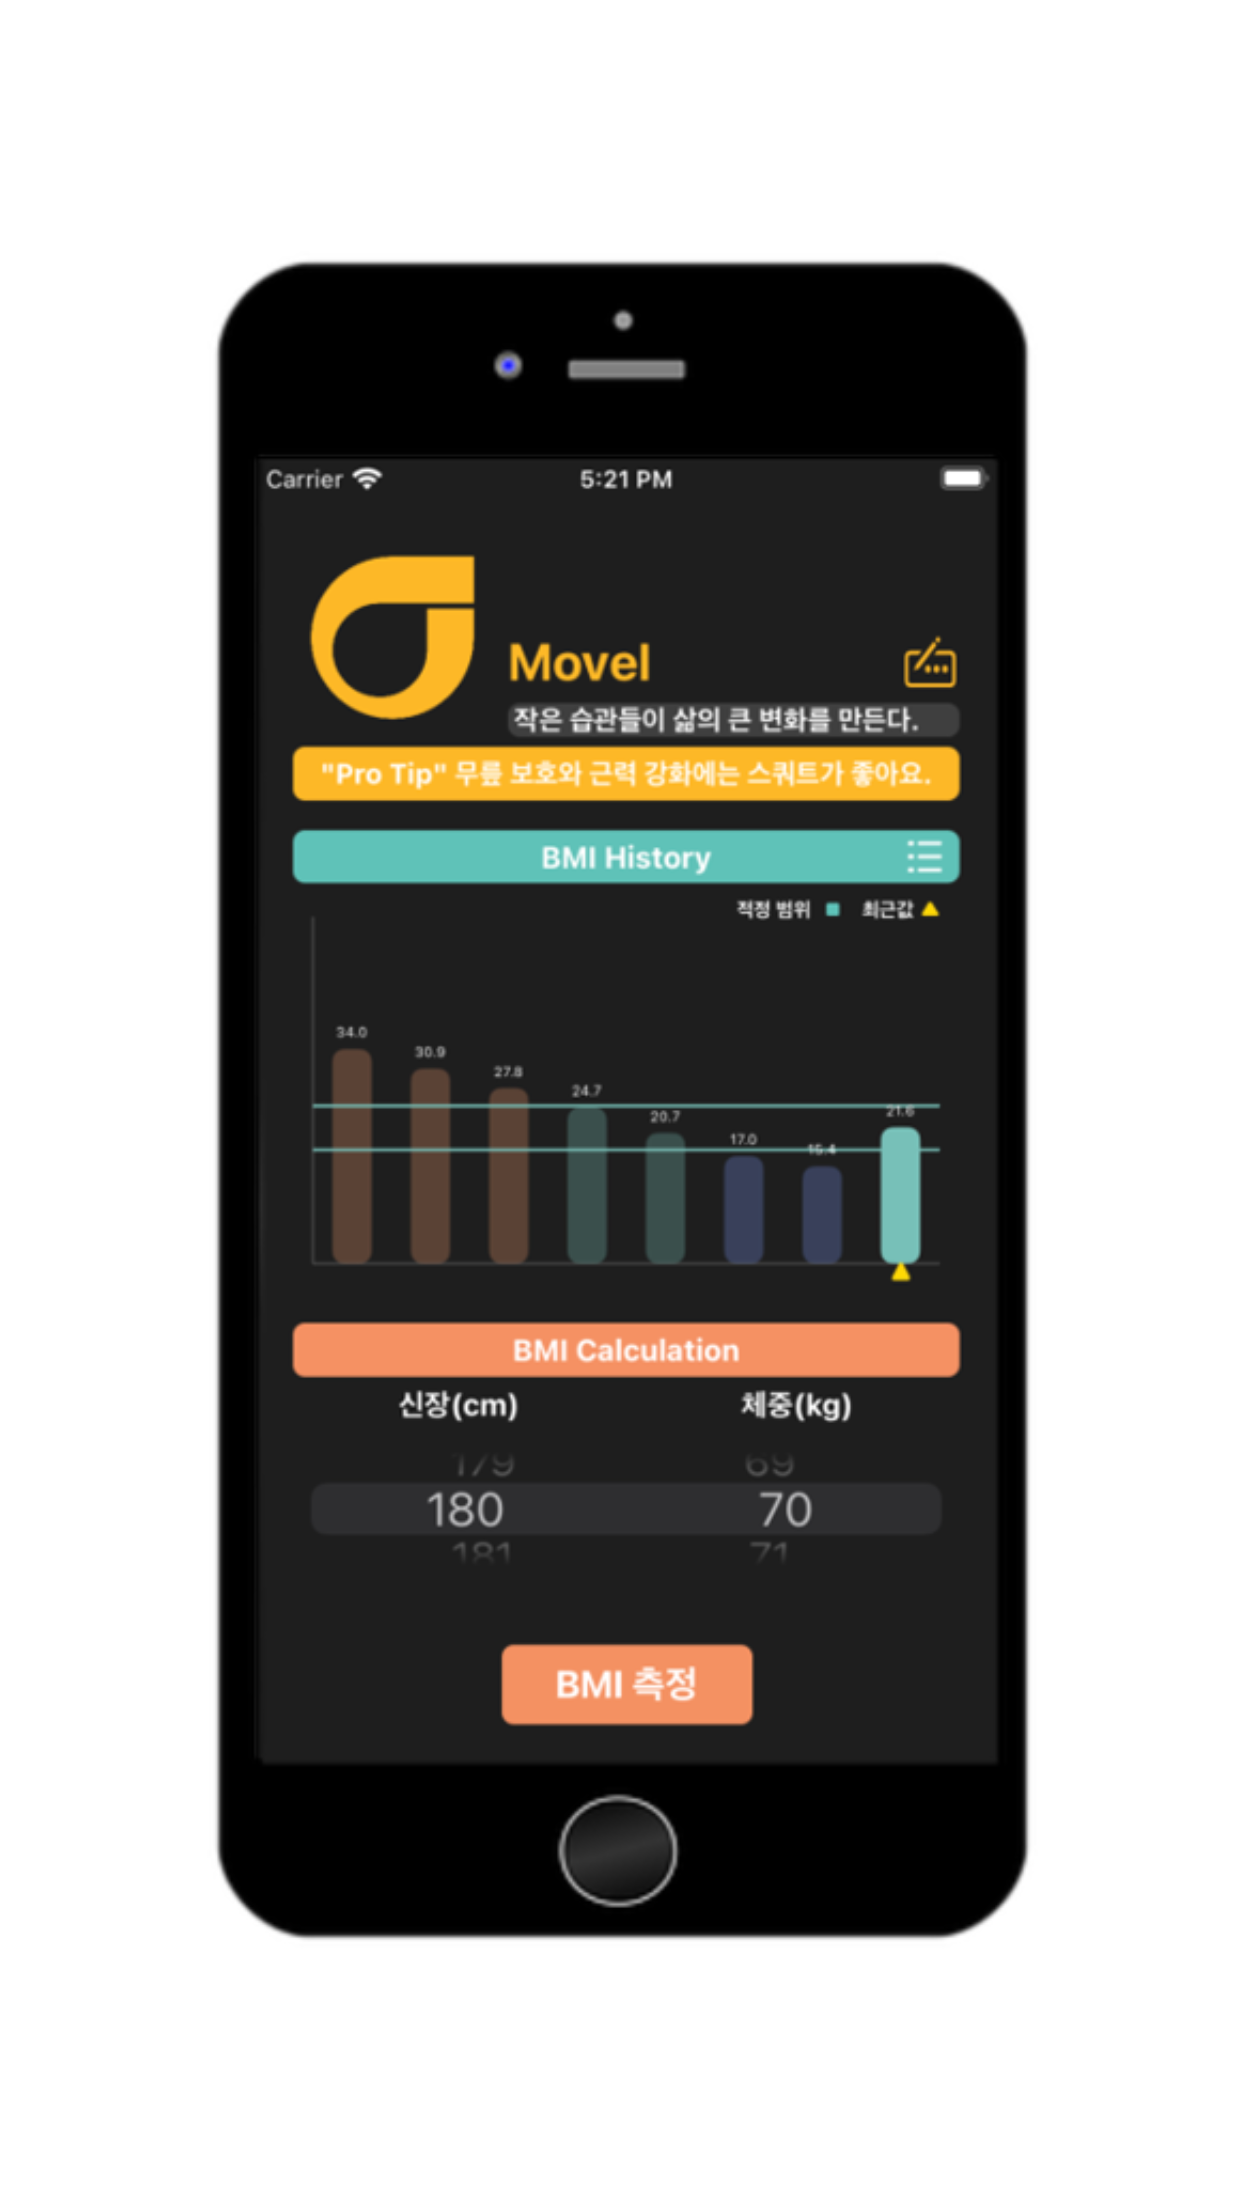 Carrier 5:21 PM
Movel
작은 습관들이 삶의 큰 변화를 만든다.
"Pro Tip" 무릎 보호와 근력 강화에는 스쿼트가 좋아요.
BMI History
적정 범위 최근값
34.0
30.9
27.8
24.7
20.7
17.0
15.4
21.6
BMI Calculation
신장(cm) 체중(kg)
179 69
180 70
181 71
BMI 측정